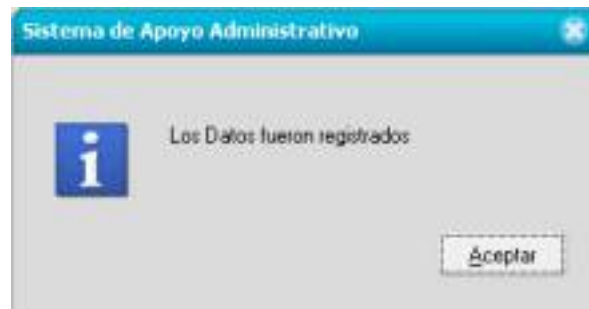 Sistema de Apoyo Administrativo
Los Datos fueron registrados
Aceptar